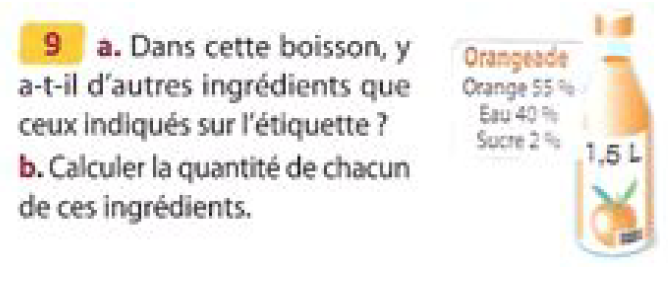 9 a. Dans cette boisson, y
a-t-il d'autres ingrédients que
ceux indiqués sur l'étiquette ?
b. Calculer la quantité de chacun
de ces ingrédients.
Orangeade
Orange 55 %
Eau 40 %
Sucre 2 %
1,5 L